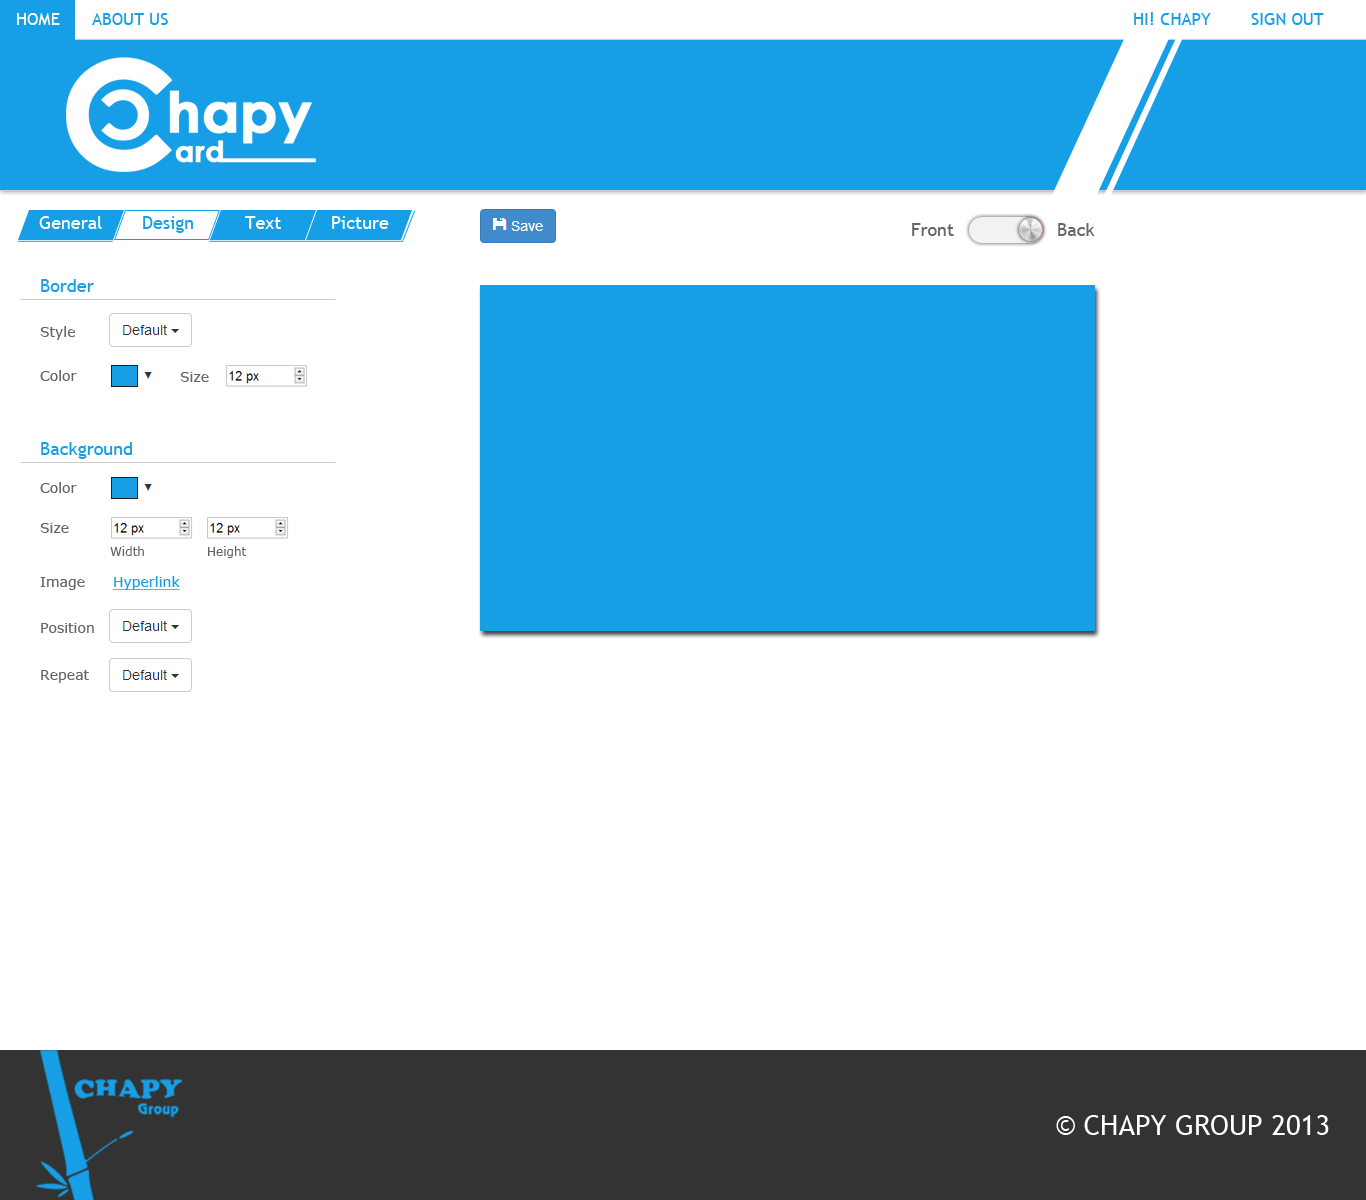 HOME ABOUT US HI! CHAPY SIGN OUT
Chapy
Card
General Design Text Picture
Save
Front Back
Border
Style Default
Color Size 12 px
Background
Color
Size 12 px 12 px
Width Height
Image Hyperlink
Position Default
Repeat Default
CHAPY
Group
© CHAPY GROUP 2013